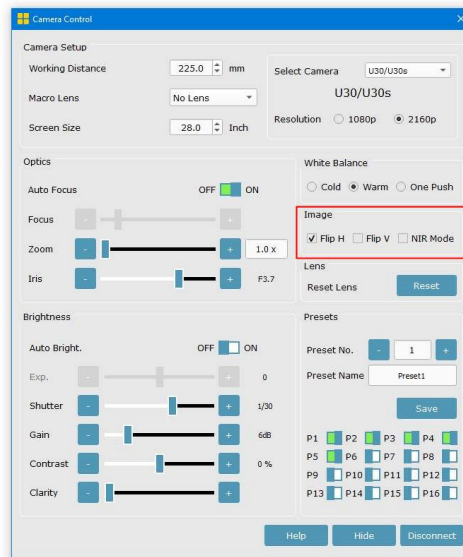 Camera Control
Camera Setup
Working Distance 225.0 mm
Macro Lens No Lens
Screen Size 28.0 Inch
Select Camera U30/U30s
U30/U30s
Resolution 1080p 2160p
Optics
Auto Focus OFF ON
Focus - +
Zoom - + 1.0 x
Iris - + F3.7
White Balance
Cold Warm One Push
Image
Flip H Flip V NIR Mode
Lens
Reset Lens Reset
Brightness
Auto Bright. OFF ON
Exp. - + 0
Shutter - + 1/30
Gain - + 6dB
Contrast - + 0 %
Clarity - +
Presets
Preset No. - 1 +
Preset Name Preset1
Save
P1 P2 P3 P4
P5 P6 P7 P8
P9 P10 P11 P12
P13 P14 P15 P16
Help Hide Disconnect